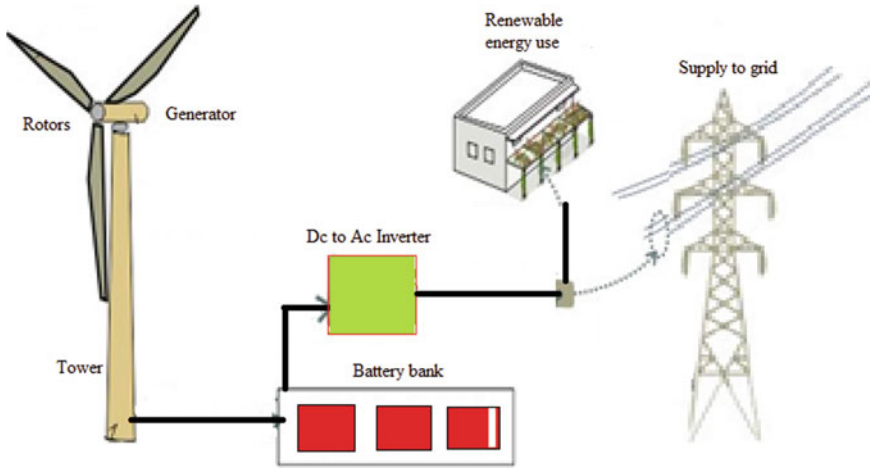 Renewable
energy use
Supply to grid
Rotors
Generator
Dc to Ac Inverter
Tower
Battery bank